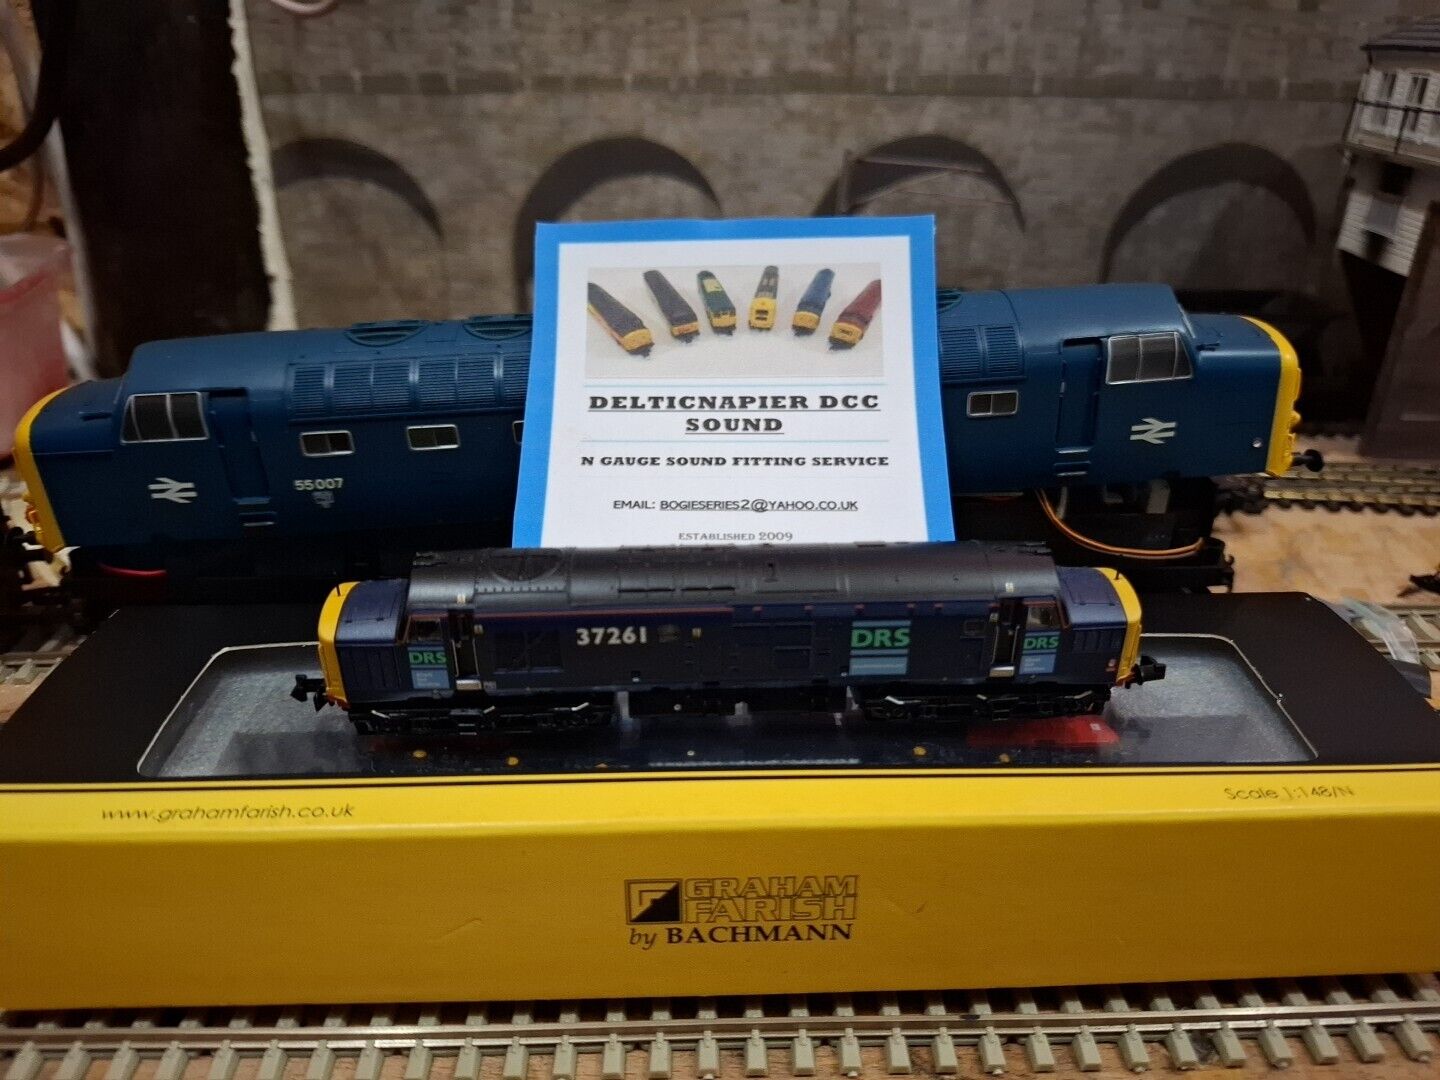 DELTICNAPIER DCC
SOUND
N GAUGE SOUND FITTING SERVICE
EMAIL: BOGIESERIES2@YAHOO.CO.UK
ESTABLISHED 2009
55007
37261
DRS
DRS
DRS
www.grahamfarish.co.uk
Scale 1:148/N
GRAHAM
FARISH
by BACHMANN